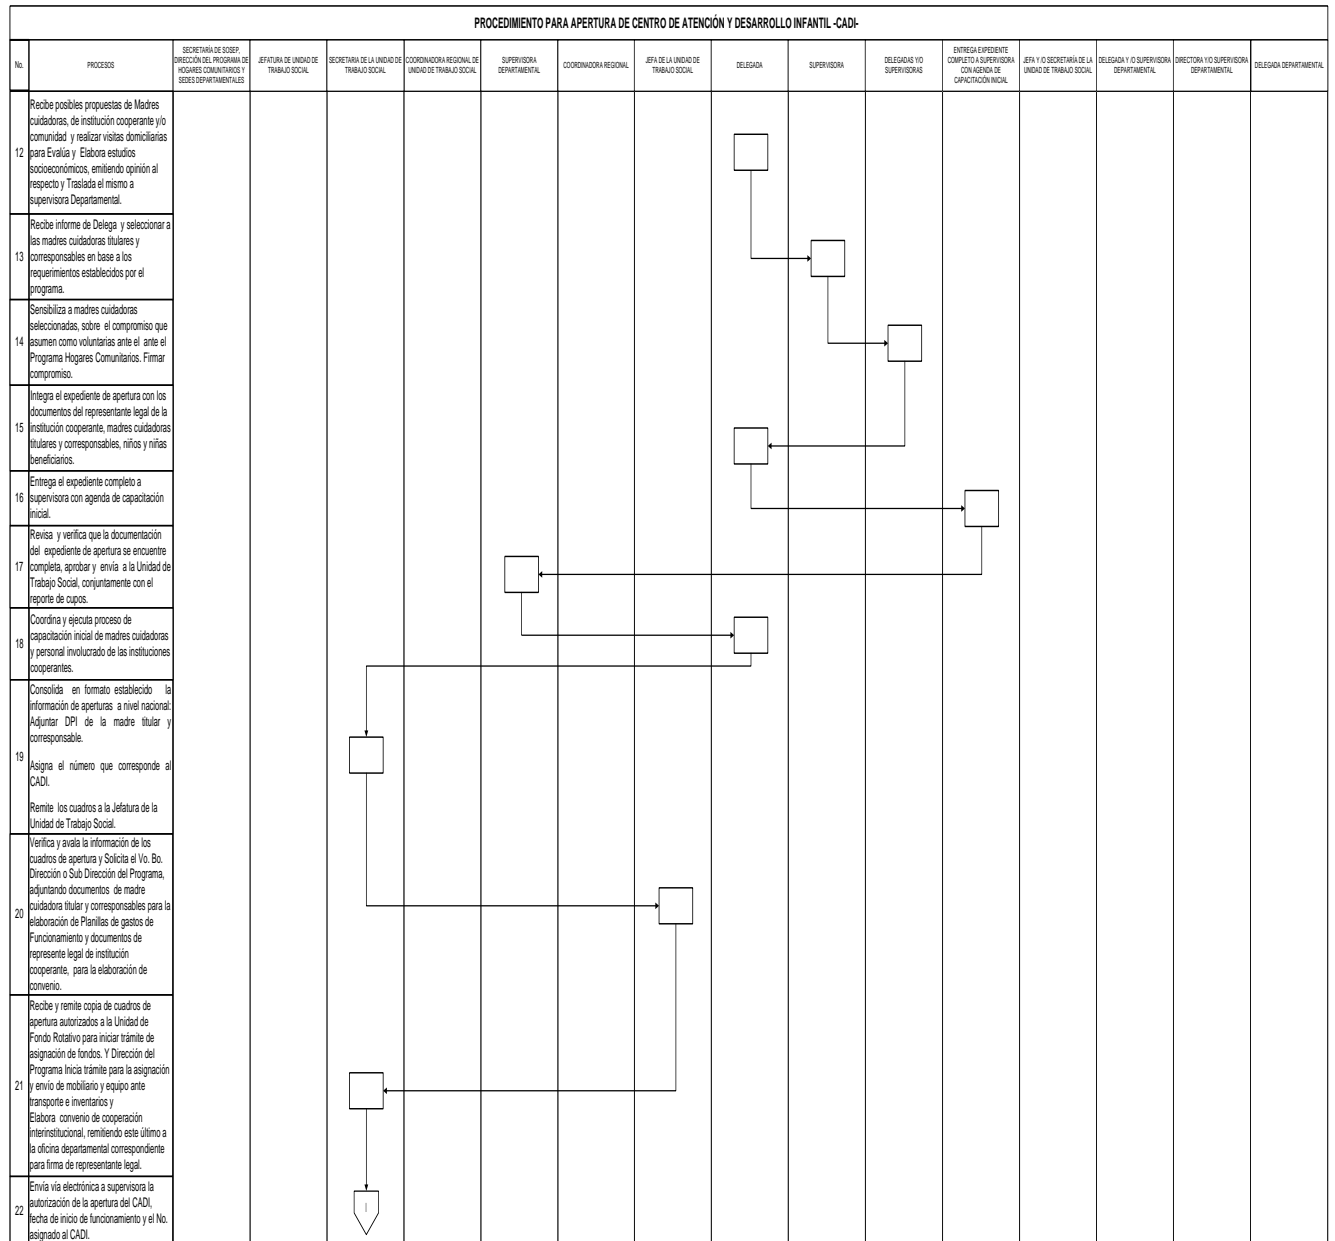 PROCEDIMIENTO PARA APERTURA DE CENTRO DE ATENCIÓN Y DESARROLLO INFANTIL -CADI-
No.
PROCESOS
SECRETARÍA DE SOSEP,
DIRECCIÓN DEL PROGRAMA DE
HOGARES COMUNITARIOS Y
SEDES DEPARTAMENTALES
JEFATURA DE UNIDAD DE
TRABAJO SOCIAL
SECRETARIA DE LA UNIDAD DE
TRABAJO SOCIAL
COORDINADORA REGIONAL DE
UNIDAD DE TRABAJO SOCIAL
SUPERVISORA
DEPARTAMENTAL
COORDINADORA REGIONAL
JEFA DE LA UNIDAD DE
TRABAJO SOCIAL
DELEGADA
SUPERVISORA
DELEGADAS Y/O
SUPERVISORAS
ENTREGA EXPEDIENTE
COMPLETO A SUPERVISORA
CON AGENDA DE
CAPACITACIÓN INICIAL
JEFA Y /O SECRETARÍA DE LA
UNIDAD DE TRABAJO SOCIAL
DELEGADA Y /O SUPERVISORA
DEPARTAMENTAL
DIRECTORA Y/O SUPERVISORA
DEPARTAMENTAL
DELEGADA DEPARTAMENTAL
12
Recibe posibles propuestas de Madres
cuidadoras, de institución cooperante y/o
comunidad y realizar visitas domiciliarias
para Evalúa y Elabora estudios
socioeconómicos, emitiendo opinión al
respecto y Traslada el mismo a
supervisora Departamental.
13
Recibe informe de Delega y seleccionar a
las madres cuidadoras titulares y
corresponsables en base a los
requerimientos establecidos por el
programa.
14
Sensibiliza a madres cuidadoras
seleccionadas, sobre el compromiso que
asumen como voluntarias ante el ante el
Programa Hogares Comunitarios. Firmar
compromiso.
15
Integra el expediente de apertura con los
documentos del representante legal de la
institución cooperante, madres cuidadoras
titulares y corresponsables, niños y niñas
beneficiarios.
16
Entrega el expediente completo a
supervisora con agenda de capacitación
inicial.
17
Revisa y verifica que la documentación
del expediente de apertura se encuentre
completa, aprobar y envía a la Unidad de
Trabajo Social, conjuntamente con el
reporte de cupos.
18
Coordina y ejecuta proceso de
capacitación inicial de madres cuidadoras
y personal involucrado de las instituciones
cooperantes.
19
Consolida en formato establecido la
información de aperturas a nivel nacional:
Adjuntar DPI de la madre titular y
corresponsable.
Asigna el número que corresponde al
CADI.
Remite los cuadros a la Jefatura de la
Unidad de Trabajo Social.
20
Verifica y avala la información de los
cuadros de apertura y Solicita el Vo. Bo.
Dirección o Sub Dirección del Programa,
adjuntando documentos de madre
cuidadora titular y corresponsables para la
elaboración de Planillas de gastos de
Funcionamiento y documentos de
represente legal de institución
cooperante, para la elaboración de
convenio.
21
Recibe y remite copia de cuadros de
apertura autorizados a la Unidad de
Fondo Rotativo para iniciar trámite de
asignación de fondos. Y Dirección del
Programa Inicia trámite para la asignación
y envío de mobiliario y equipo ante
transporte e inventarios y
Elabora convenio de cooperación
interinstitucional, remitiendo este último a
la oficina departamental correspondiente
para firma de representante legal.
22
Envía vía electrónica a supervisora la
autorización de la apertura del CADI,
fecha de inicio de funcionamiento y el No.
asignado al CADI.
I